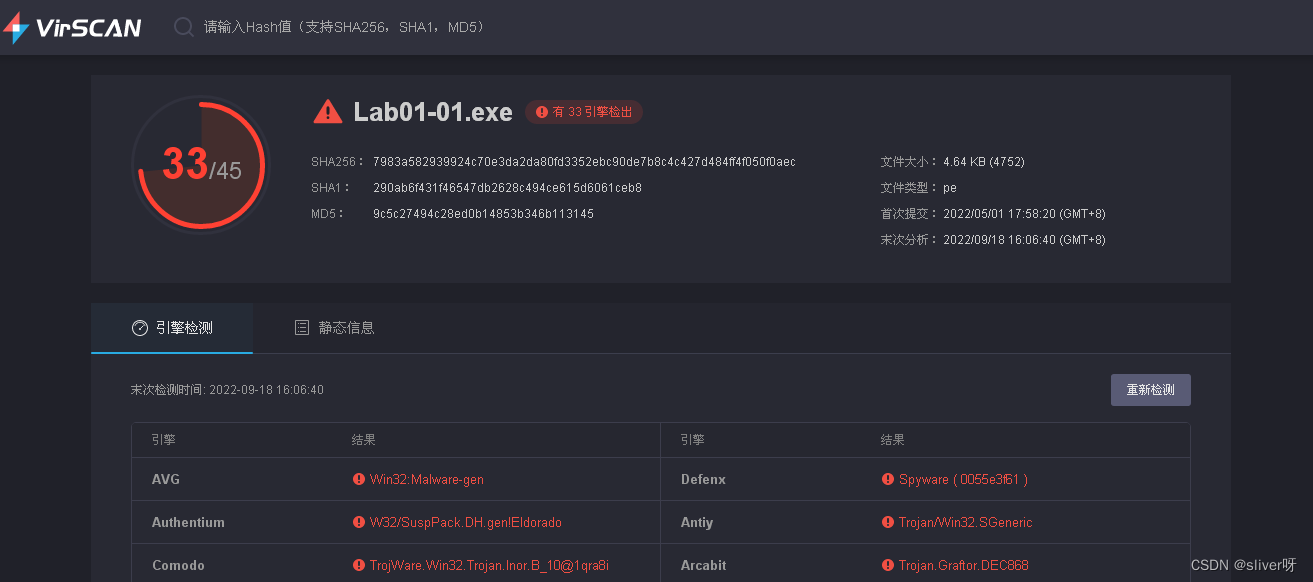 VirSCAN 请输入Hash值（支持SHA256，SHA1，MD5）
Lab01-01.exe 有 33 引擎检出
33/45
SHA256： 7983a582939924c70e3da2da80fd3352ebc90de7b8c4c427d484ff4f050f0aec 文件大小： 4.64 KB (4752)
SHA1： 290ab6f431f46547db2628c494ce615d6061ceb8 文件类型： pe
MD5： 9c5c27494c28ed0b14853b346b113145 首次提交： 2022/05/01 17:58:20 (GMT+8)
末次分析： 2022/09/18 16:06:40 (GMT+8)
引擎检测 静态信息
末次检测时间: 2022-09-18 16:06:40 重新检测
引擎 结果 引擎 结果
AVG Win32:Malware-gen Defenx Spyware ( 0055e3f61 )
Authentium W32/SuspPack.DH.gen!Eldorado Antiy Trojan/Win32.SGeneric
Comodo TrojWare.Win32.Trojan.Inor.B_10@1qra8i Arcabit Trojan.Graftor.DEC868
CSDN @sliver呀